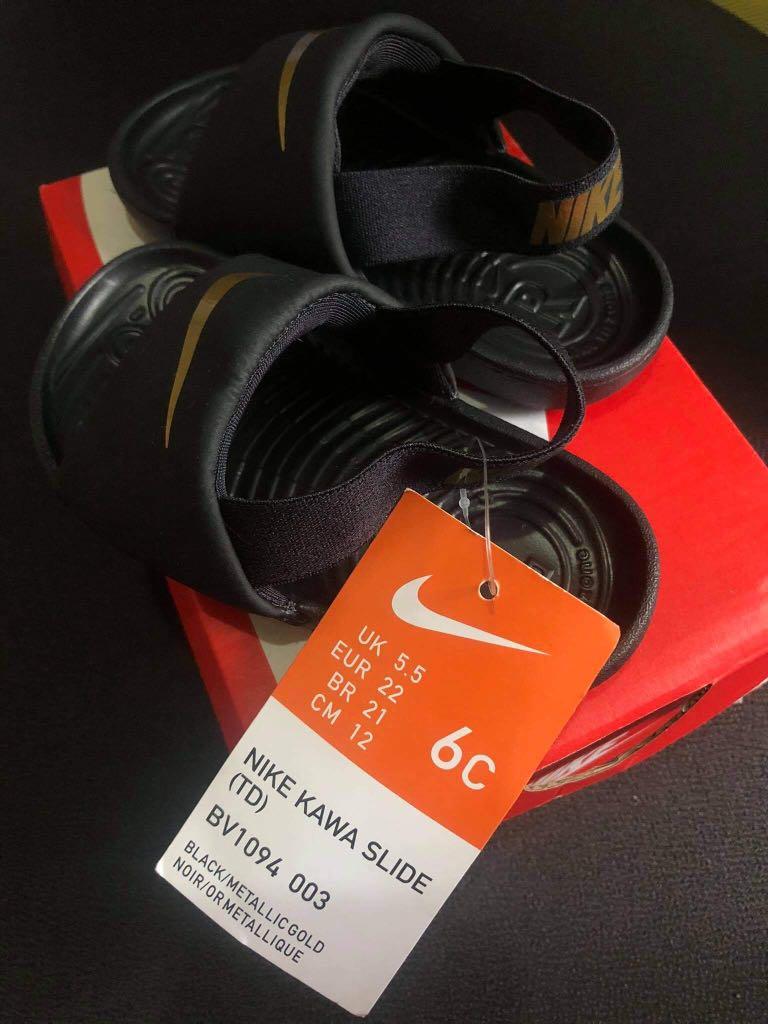 NIKE
UK 5.5
EUR 22
BR 21
CM 12
6C
NIKE KAWA SLIDE
(TD)
BV1094 003
BLACK/METALLIC GOLD
NOIR/OR METALLIQUE